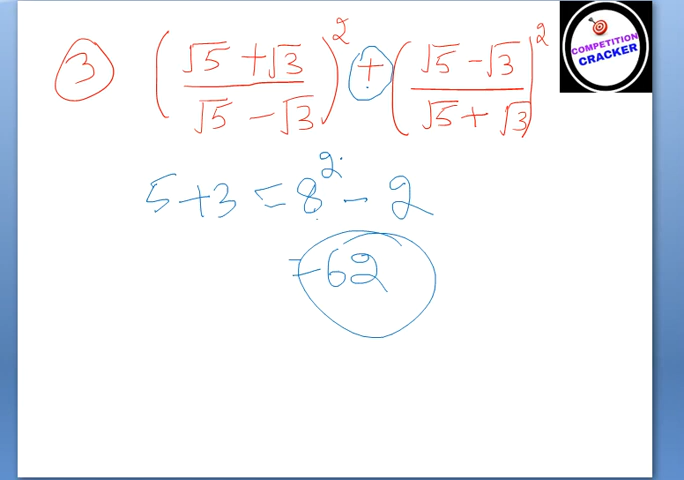 ③ (√5 + √3 / √5 − √3)² + (√5 − √3 / √5 + √3)²
COMPETITION
CRACKER
5 + 3 = 8² − 2
= 62